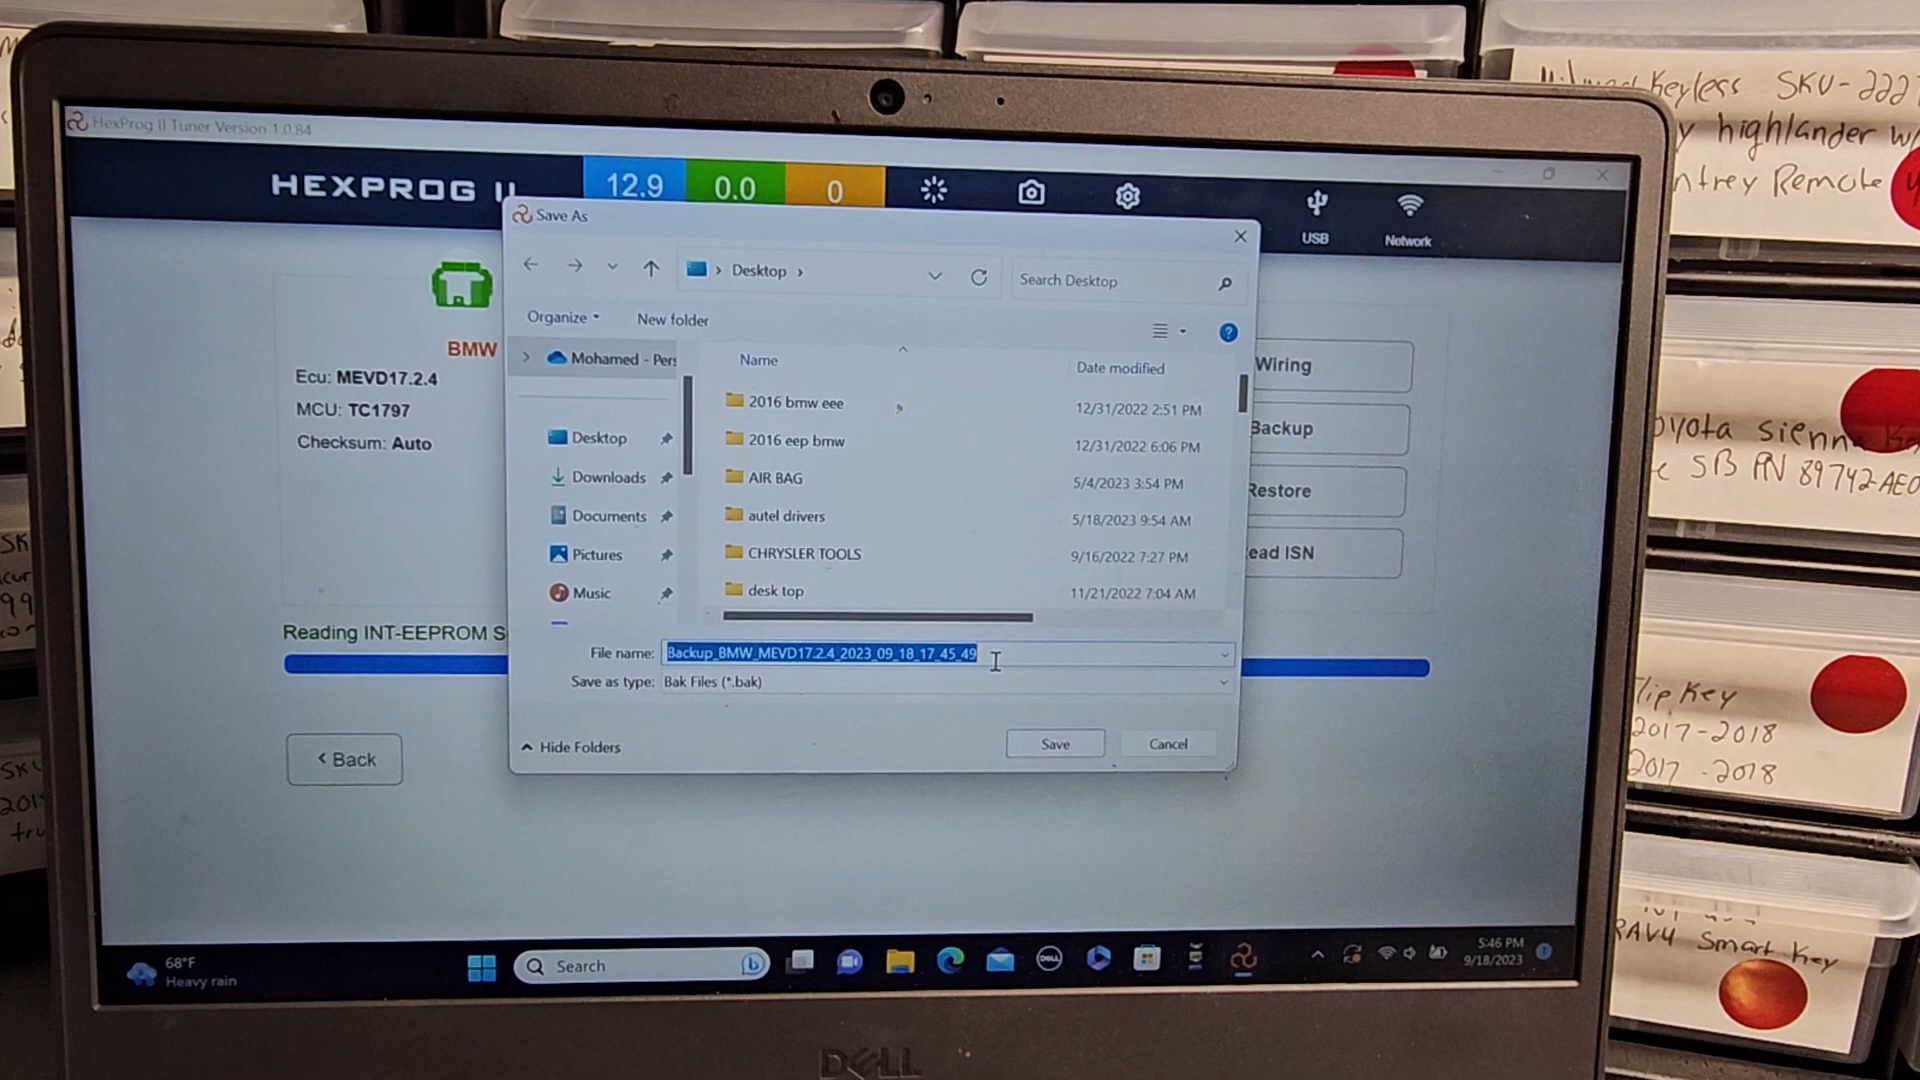 HexProg II Tuner Version 1.0.84
HEXPROG II
12.9
0.0
0
USB
Network
BMW
Ecu: MEVD17.2.4
MCU: TC1797
Checksum: Auto
Reading INT-EEPROM S
Back
Save As
Desktop
Search Desktop
Organize
New folder
Mohamed - Pers
Desktop
Downloads
Documents
Pictures
Music
Name
Date modified
2016 bmw eee
12/31/2022 2:51 PM
2016 eep bmw
12/31/2022 6:06 PM
AIR BAG
5/4/2023 3:54 PM
autel drivers
5/18/2023 9:54 AM
CHRYSLER TOOLS
9/16/2022 7:27 PM
desk top
11/21/2022 7:04 AM
File name: Backup_BMW_MEVD17.2.4_2023_09_18_17_45_49
Save as type: Bak Files (*.bak)
Hide Folders
Save
Cancel
Wiring
Backup
Restore
ead ISN
68°F
Heavy rain
Search
DELL
5:46 PM
9/18/2023
DELL
Keyless SKU-222
y highlander w/
ntrey Remote
oyota sienna
SB PN 89742-AE0
lip Key
2017-2018
2017 -2018
RAV4 Smart Key